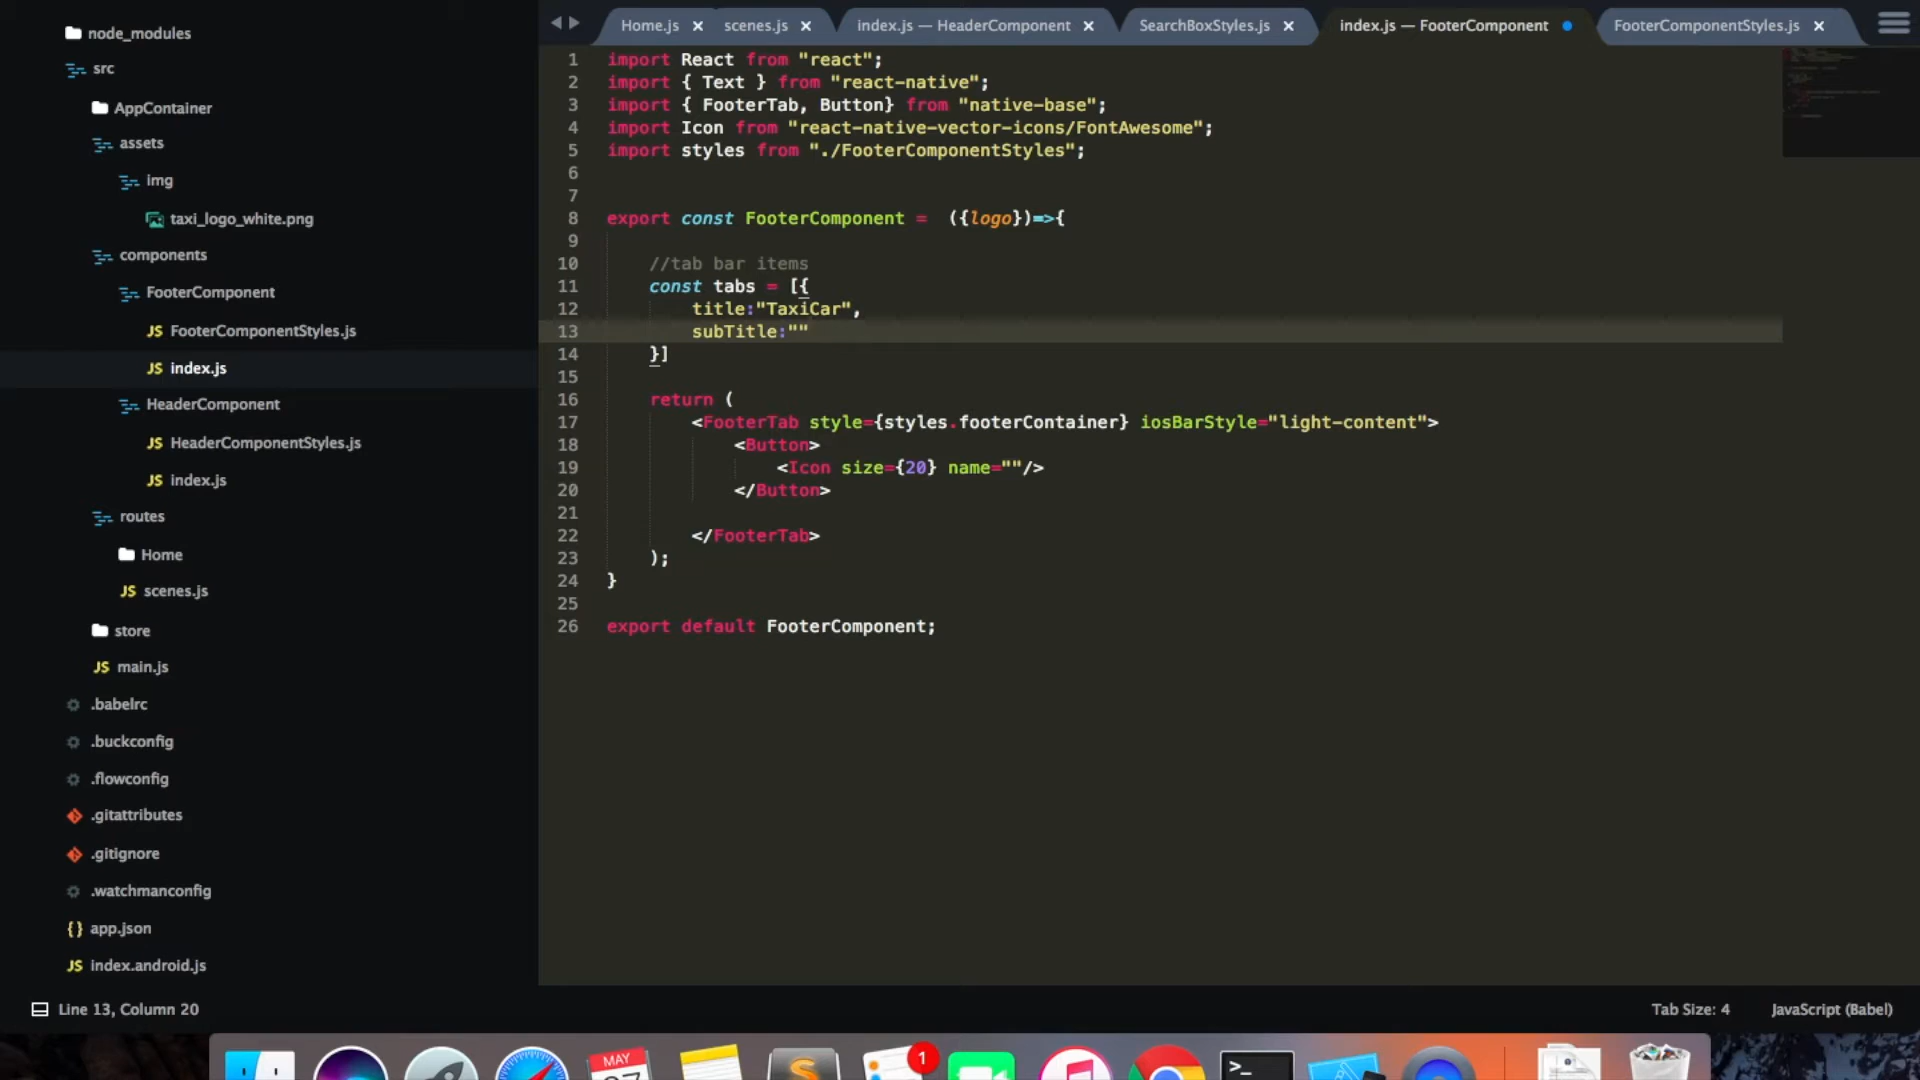 node_modules
src
AppContainer
assets
img
taxi_logo_white.png
components
FooterComponent
JS FooterComponentStyles.js
JS index.js
HeaderComponent
JS HeaderComponentStyles.js
JS index.js
routes
Home
JS scenes.js
store
JS main.js
.babelrc
.buckconfig
.flowconfig
.gitattributes
.gitignore
.watchmanconfig
{} app.json
JS index.android.js
Home.js × scenes.js × index.js — HeaderComponent × SearchBoxStyles.js × index.js — FooterComponent FooterComponentStyles.js ×
1 import React from "react";
2 import { Text } from "react-native";
3 import { FooterTab, Button} from "native-base";
4 import Icon from "react-native-vector-icons/FontAwesome";
5 import styles from "./FooterComponentStyles";
6
7
8 export const FooterComponent =  ({logo})=>{
9
10 //tab bar items
11 const tabs = [{
12 title:"TaxiCar",
13 subTitle:""
14 }]
15
16 return (
17 <FooterTab style={styles.footerContainer} iosBarStyle="light-content">
18 <Button>
19 <Icon size={20} name=""/>
20 </Button>
21
22 </FooterTab>
23 );
24 }
25
26 export default FooterComponent;
Line 13, Column 20
Tab Size: 4
JavaScript (Babel)
MAY
1
>_